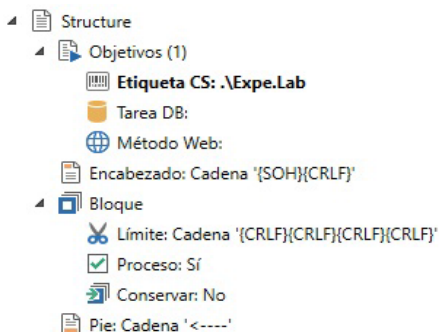 Structure
Objetivos (1)
Etiqueta CS: .\Expe.Lab
Tarea DB:
Método Web:
Encabezado: Cadena '{SOH}{CRLF}'
Bloque
Límite: Cadena '{CRLF}{CRLF}{CRLF}{CRLF}'
Proceso: Sí
Conservar: No
Pie: Cadena '<----'